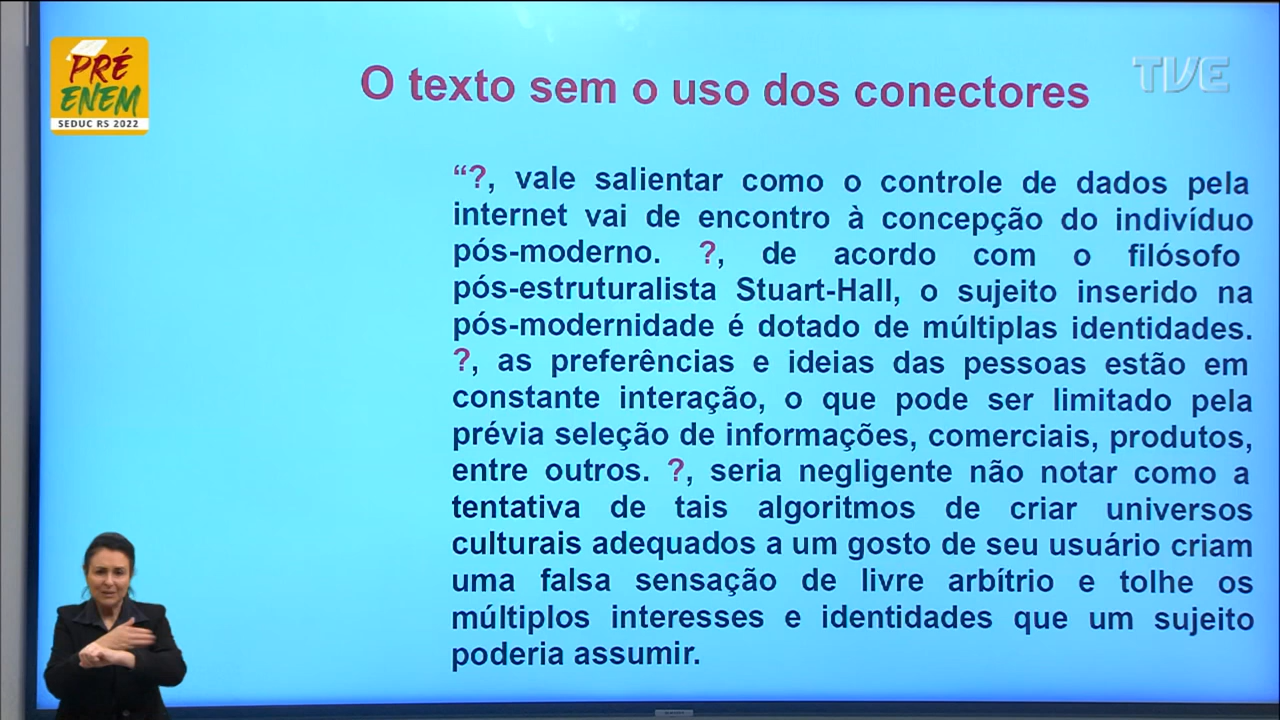 PRÉ
ENEM
SEDUC RS 2022
TVE
O texto sem o uso dos conectores
“?, vale salientar como o controle de dados pela
internet vai de encontro à concepção do indivíduo
pós-moderno. ?, de acordo com o filósofo
pós-estruturalista Stuart-Hall, o sujeito inserido na
pós-modernidade é dotado de múltiplas identidades.
?, as preferências e ideias das pessoas estão em
constante interação, o que pode ser limitado pela
prévia seleção de informações, comerciais, produtos,
entre outros. ?, seria negligente não notar como a
tentativa de tais algoritmos de criar universos
culturais adequados a um gosto de seu usuário criam
uma falsa sensação de livre arbítrio e tolhe os
múltiplos interesses e identidades que um sujeito
poderia assumir.